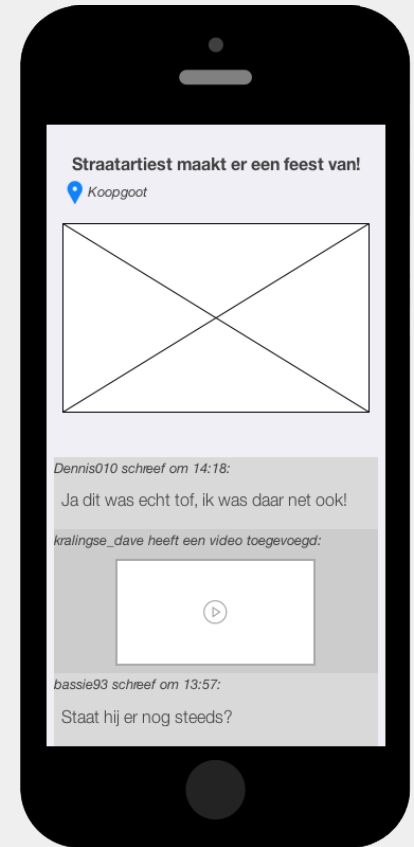 Straatartiest maakt er een feest van!
Koopgoot
Dennis010 schreef om 14:18:
Ja dit was echt tof, ik was daar net ook!
kralingse_dave heeft een video toegevoegd:
bassie93 schreef om 13:57:
Staat hij er nog steeds?